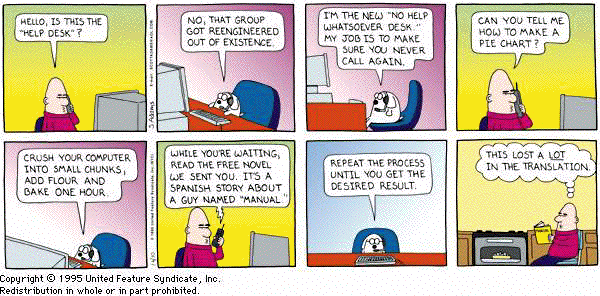 HELLO, IS THIS THE
"HELP DESK"?
NO, THAT GROUP
GOT REENGINEERED
OUT OF EXISTENCE.
I'M THE NEW "NO HELP
WHATSOEVER DESK."
MY JOB IS TO MAKE
SURE YOU NEVER
CALL AGAIN.
CAN YOU TELL ME
HOW TO MAKE A
PIE CHART?
S. ADAMS
CRUSH YOUR COMPUTER
INTO SMALL CHUNKS,
ADD FLOUR AND
BAKE ONE HOUR.
WHILE YOU'RE WAITING,
READ THE FREE NOVEL
WE SENT YOU. IT'S A
SPANISH STORY ABOUT
A GUY NAMED "MANUAL."
REPEAT THE PROCESS
UNTIL YOU GET THE
DESIRED RESULT.
THIS LOST A LOT
IN THE TRANSLATION.
MANUAL
Copyright © 1995 United Feature Syndicate, Inc.
Redistribution in whole or in part prohibited.